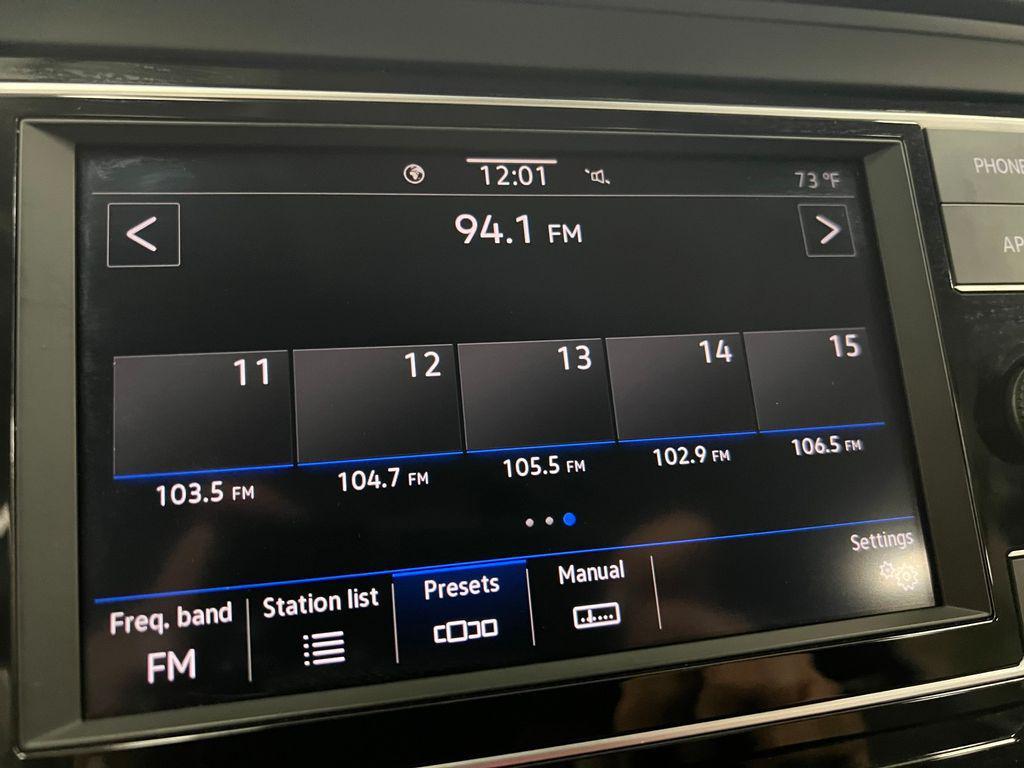 12:01 73 °F
PHONE
94.1 FM
AP
11 12 13 14 15
103.5 FM 104.7 FM 105.5 FM 102.9 FM 106.5 FM
Freq. band Station list Presets Manual Settings
FM